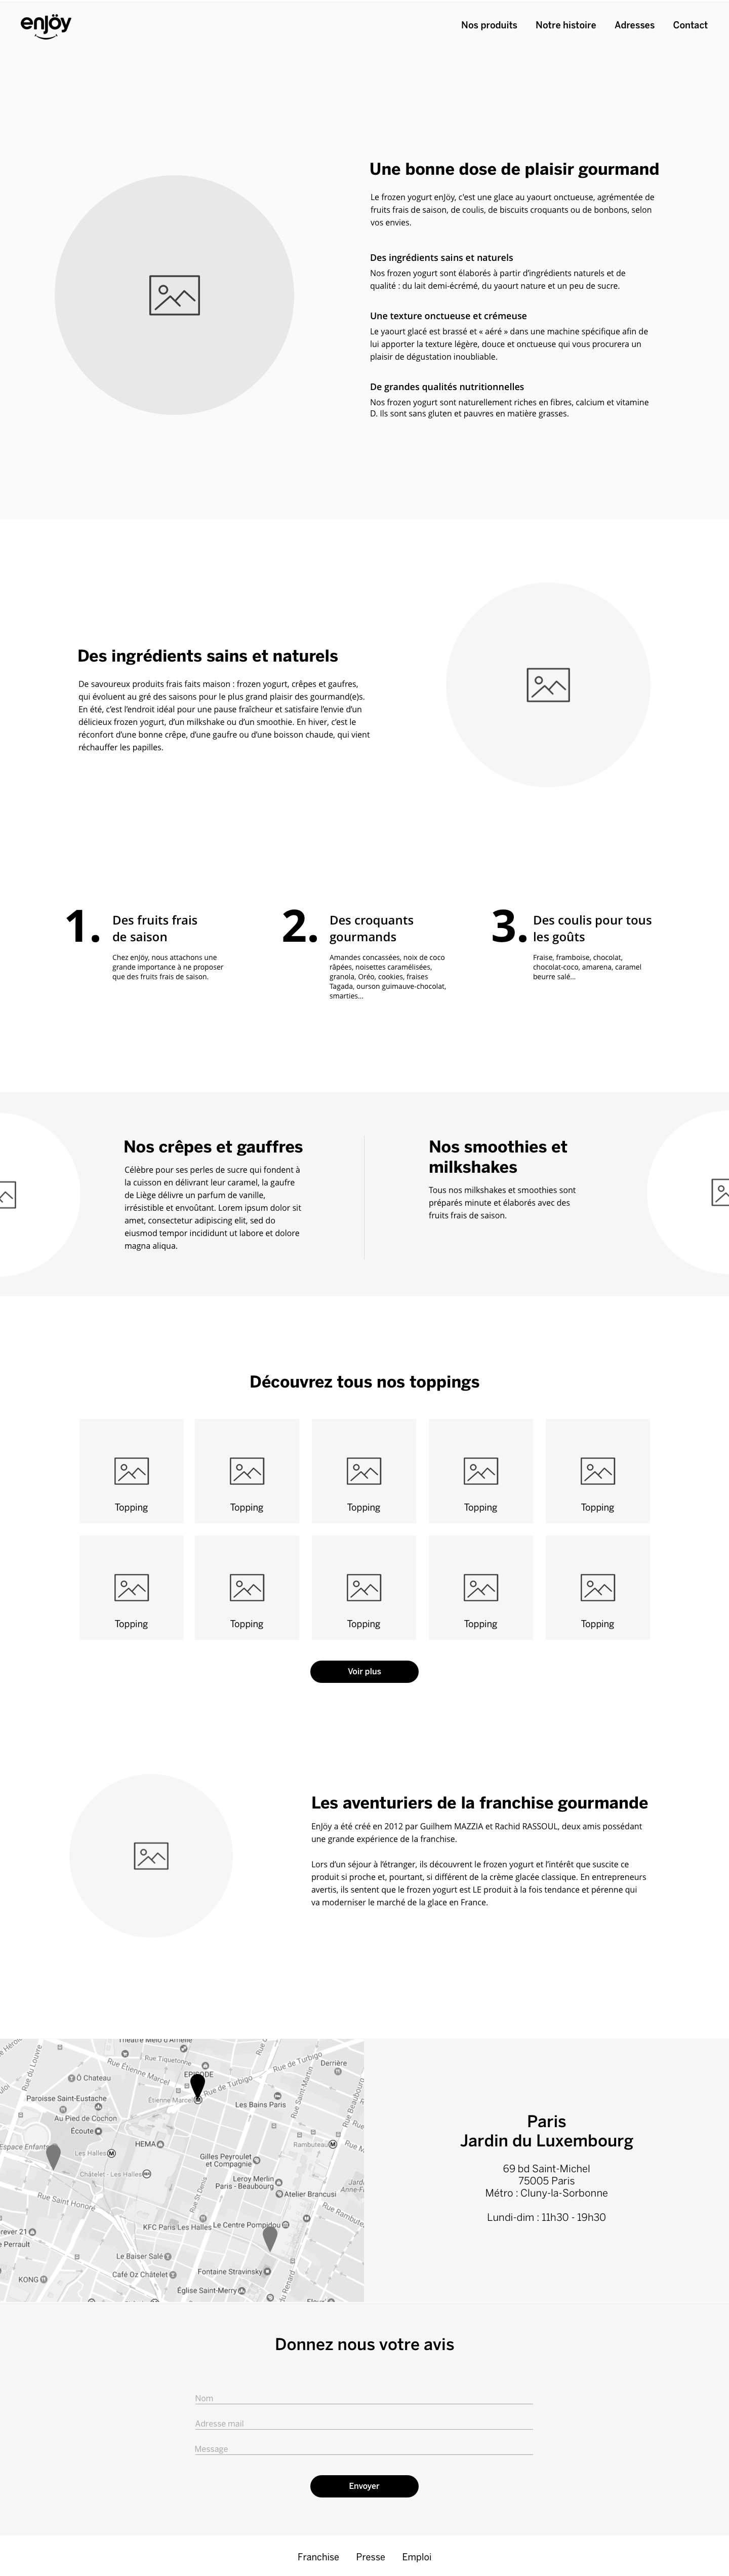 enjöy
Nos produits Notre histoire Adresses Contact
Une bonne dose de plaisir gourmand
Le frozen yogurt enJöy, c'est une glace au yaourt onctueuse, agrémentée de
fruits frais de saison, de coulis, de biscuits croquants ou de bonbons, selon
vos envies.
Des ingrédients sains et naturels
Nos frozen yogurt sont élaborés à partir d'ingrédients naturels et de
qualité : du lait demi-écrémé, du yaourt nature et un peu de sucre.
Une texture onctueuse et crémeuse
Le yaourt glacé est brassé et « aéré » dans une machine spécifique afin de
lui apporter la texture légère, douce et onctueuse qui vous procurera un
plaisir de dégustation inoubliable.
De grandes qualités nutritionnelles
Nos frozen yogurt sont naturellement riches en fibres, calcium et vitamine
D. Ils sont sans gluten et pauvres en matière grasses.
Des ingrédients sains et naturels
De savoureux produits frais faits maison : frozen yogurt, crêpes et gaufres,
qui évoluent au gré des saisons pour le plus grand plaisir des gourmand(e)s.
En été, c'est l'endroit idéal pour une pause fraîcheur et satisfaire l'envie d'un
délicieux frozen yogurt, d'un milkshake ou d'un smoothie. En hiver, c'est le
réconfort d'une bonne crêpe, d'une gaufre ou d'une boisson chaude, qui vient
réchauffer les papilles.
1.
Des fruits frais
de saison
Chez enJöy, nous attachons une
grande importance à ne proposer
que des fruits frais de saison.
2.
Des croquants
gourmands
Amandes concassées, noix de coco
râpées, noisettes caramélisées,
granola, Oréo, cookies, fraises
Tagada, ourson guimauve-chocolat,
smarties...
3.
Des coulis pour tous
les goûts
Fraise, framboise, chocolat,
chocolat-coco, amarena, caramel
beurre salé...
Nos crêpes et gauffres
Célèbre pour ses perles de sucre qui fondent à
la cuisson en délivrant leur caramel, la gaufre
de Liège délivre un parfum de vanille,
irrésistible et envoûtant. Lorem ipsum dolor sit
amet, consectetur adipiscing elit, sed do
eiusmod tempor incididunt ut labore et dolore
magna aliqua.
Nos smoothies et
milkshakes
Tous nos milkshakes et smoothies sont
préparés minute et élaborés avec des
fruits frais de saison.
Découvrez tous nos toppings
Topping Topping Topping Topping Topping
Topping Topping Topping Topping Topping
Voir plus
Les aventuriers de la franchise gourmande
EnJöy a été créé en 2012 par Guilhem MAZZIA et Rachid RASSOUL, deux amis possédant
une grande expérience de la franchise.
Lors d'un séjour à l'étranger, ils découvrent le frozen yogurt et l'intérêt que suscite ce
produit si proche et, pourtant, si différent de la crème glacée classique. En entrepreneurs
avertis, ils sentent que le frozen yogurt est LE produit à la fois tendance et pérenne qui
va moderniser le marché de la glace en France.
Rue du Louvre
Rue Étienne Marcel
Rue Tiquetonne
Rue de Turbigo
Derrière
Ô Chateau
Rue de Turbigo
Paroisse Saint-Eustache
Étienne Marcel
Les Bains Paris
Rue Saint-Martin
Au Pied de Cochon
Écoute
HEMA
Rambuteau
Espace Enfants
Les Halles
Gilles Peyroulet
et Compagnie
Châtelet - Les Halles
Leroy Merlin
Paris - Beaubourg
Atelier Brancusi
Rue Saint Honoré
Rue St Denis
KFC Paris Les Halles
Le Centre Pompidou
Le Baiser Salé
Café Oz Châtelet
Fontaine Stravinsky
KONG
Église Saint-Merry
Paris
Jardin du Luxembourg
69 bd Saint-Michel
75005 Paris
Métro : Cluny-la-Sorbonne
Lundi-dim : 11h30 - 19h30
Donnez nous votre avis
Nom
Adresse mail
Message
Envoyer
Franchise Presse Emploi